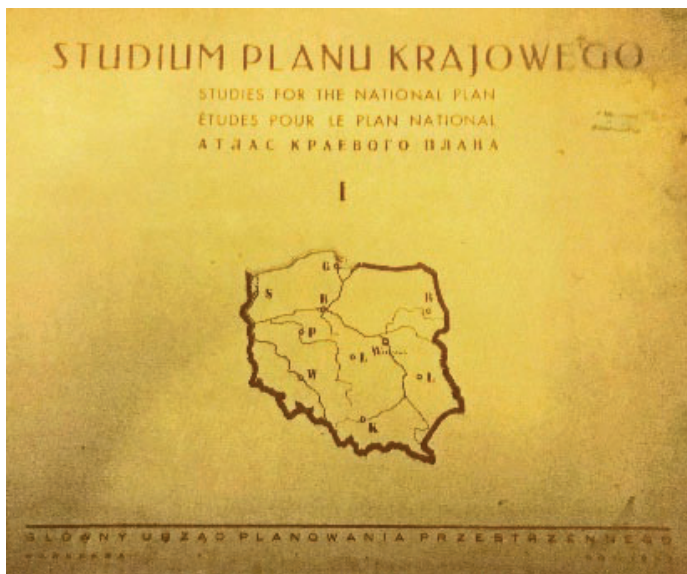 STUDIUM PLANU KRAJOWEGO
STUDIES FOR THE NATIONAL PLAN
ÉTUDES POUR LE PLAN NATIONAL
АТЛАС КРАЕВОГО ПЛАНА
I
G
S
B
B
P
W
Ł
L
W
K
GŁÓWNY URZĄD PLANOWANIA PRZESTRZENNEGO
WARSZAWA